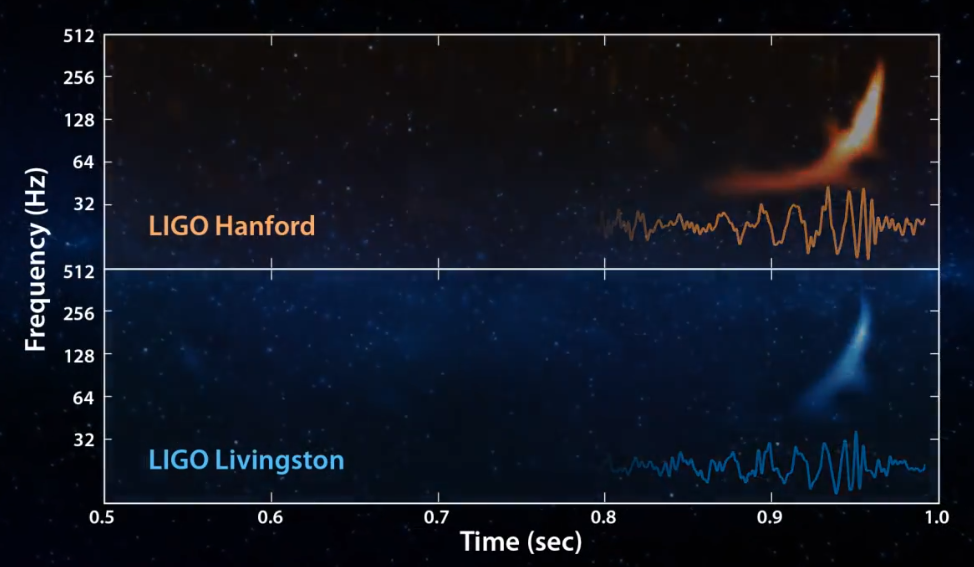 512
256
128
64
32
LIGO Hanford
512
256
128
64
32
LIGO Livingston
Frequency (Hz)
0.5 0.6 0.7 0.8 0.9 1.0
Time (sec)